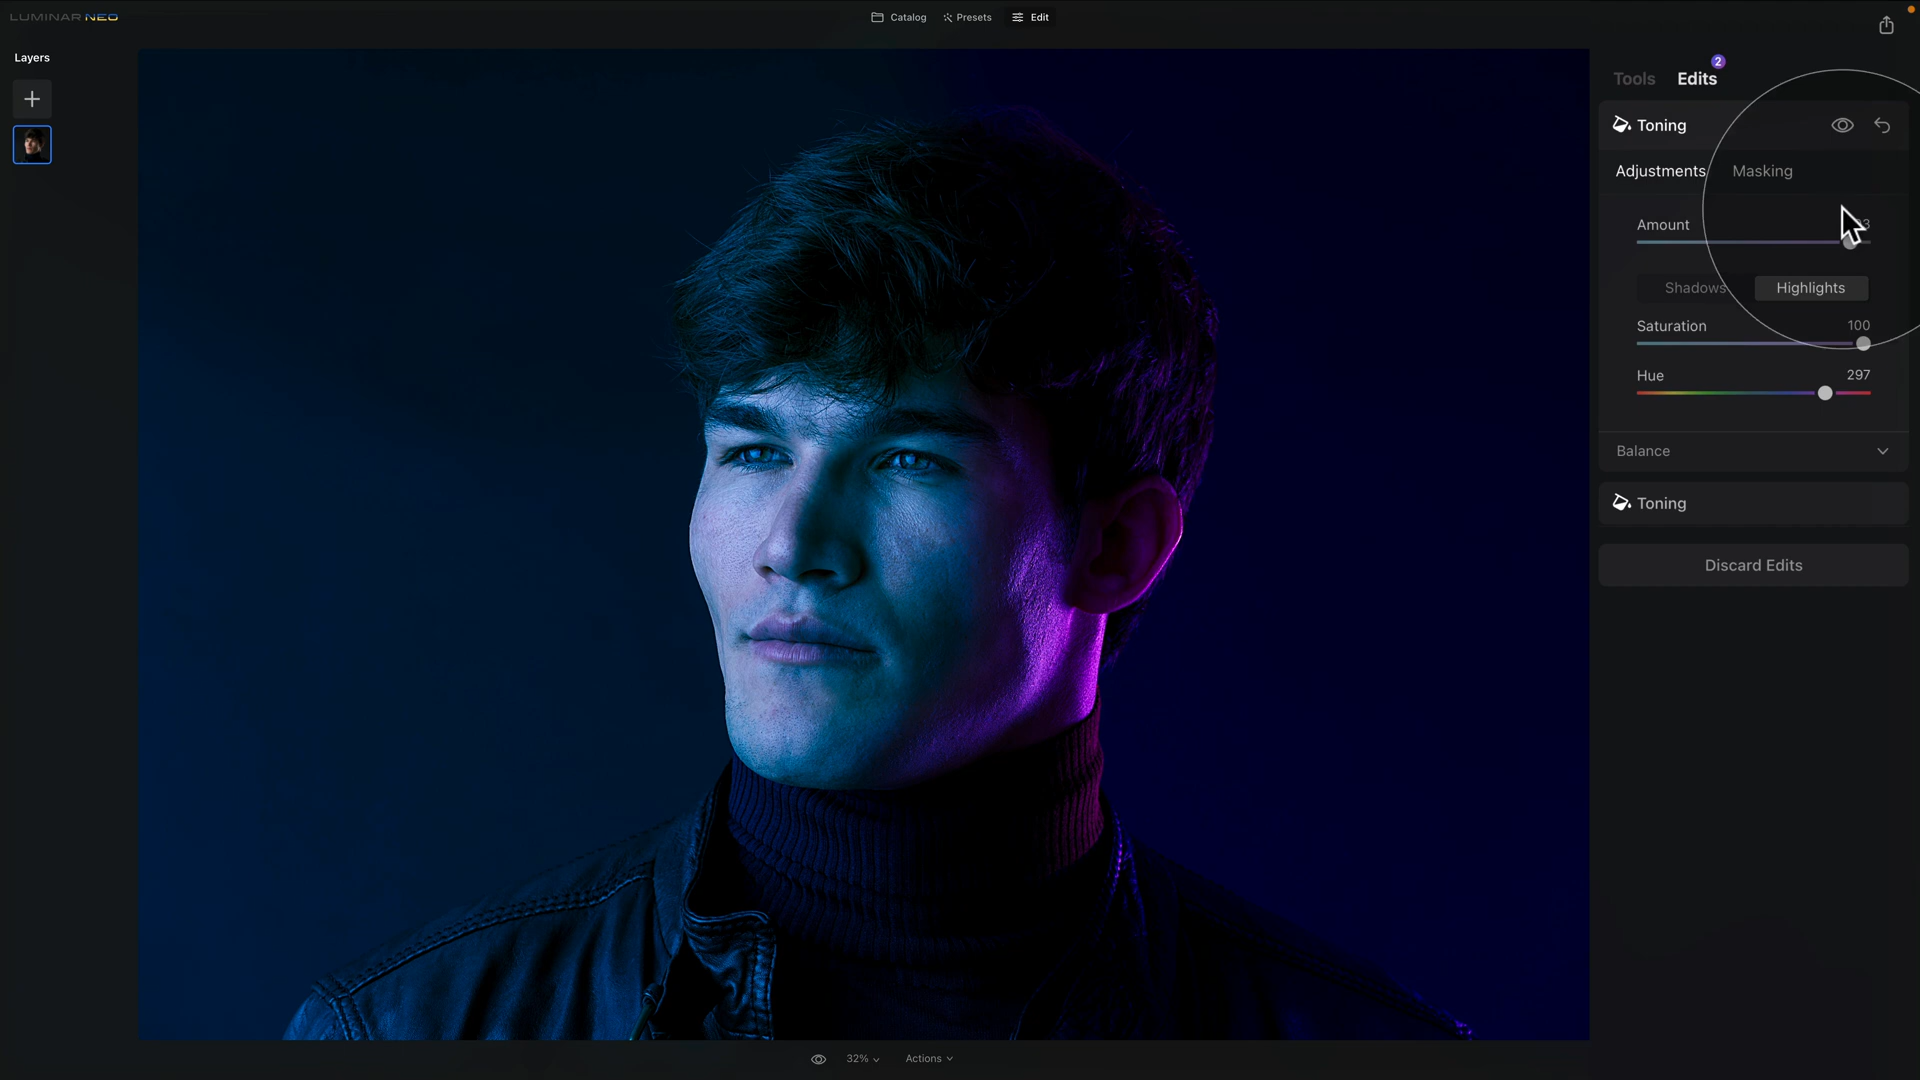 LUMINAR NEO
Catalog
Presets
Edit
Layers
2
Tools
Edits
Toning
Adjustments
Masking
Amount
Shadows
Highlights
Saturation
100
Hue
297
Balance
Toning
Discard Edits
32%
Actions